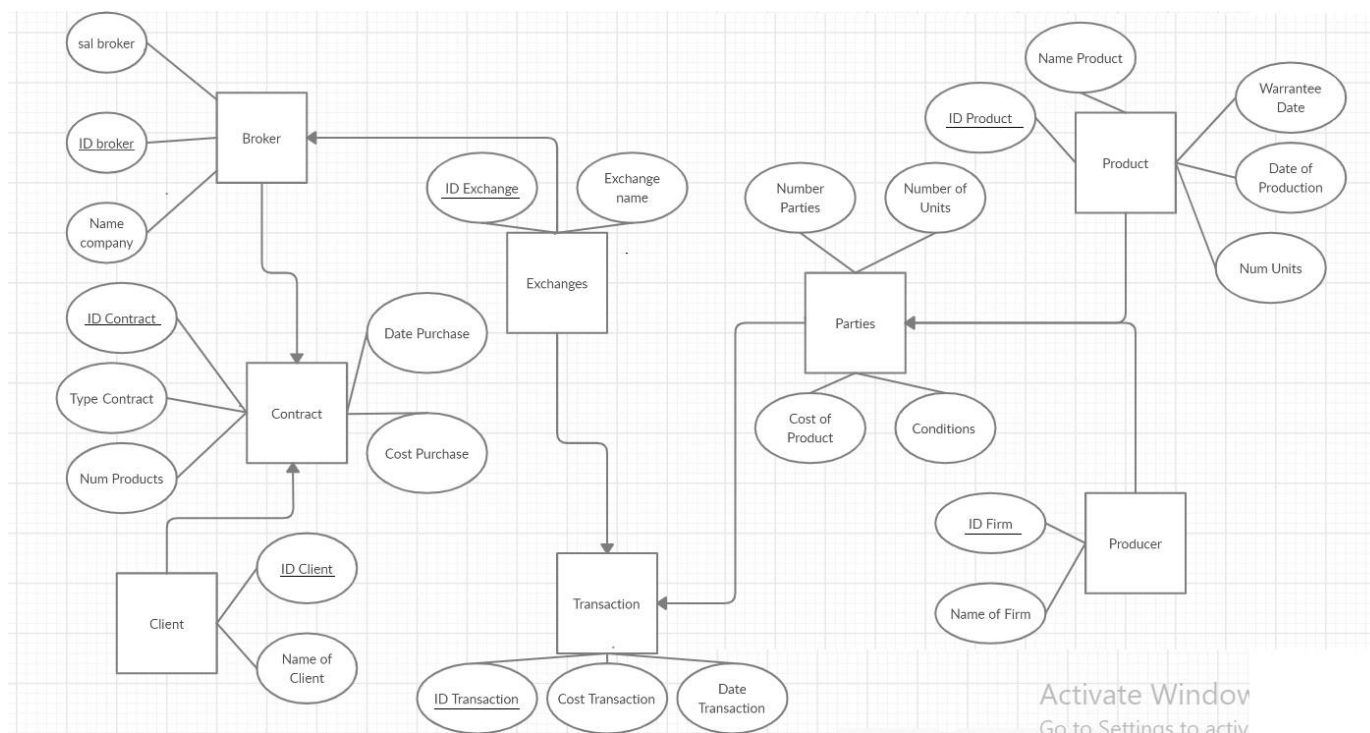 sal broker
ID broker
Name
company
Broker
ID Exchange
Exchange
name
Exchanges
Name Product
ID Product
Warrantee
Date
Product
Date of
Production
Num Units
Number
Parties
Number of
Units
Parties
Cost of
Product
Conditions
ID Contract
Type Contract
Num Products
Contract
Date Purchase
Cost Purchase
ID Client
Client
Name of
Client
Transaction
ID Transaction
Cost Transaction
Date
Transaction
ID Firm
Producer
Name of Firm
Activate Window
Go to Settings to activ